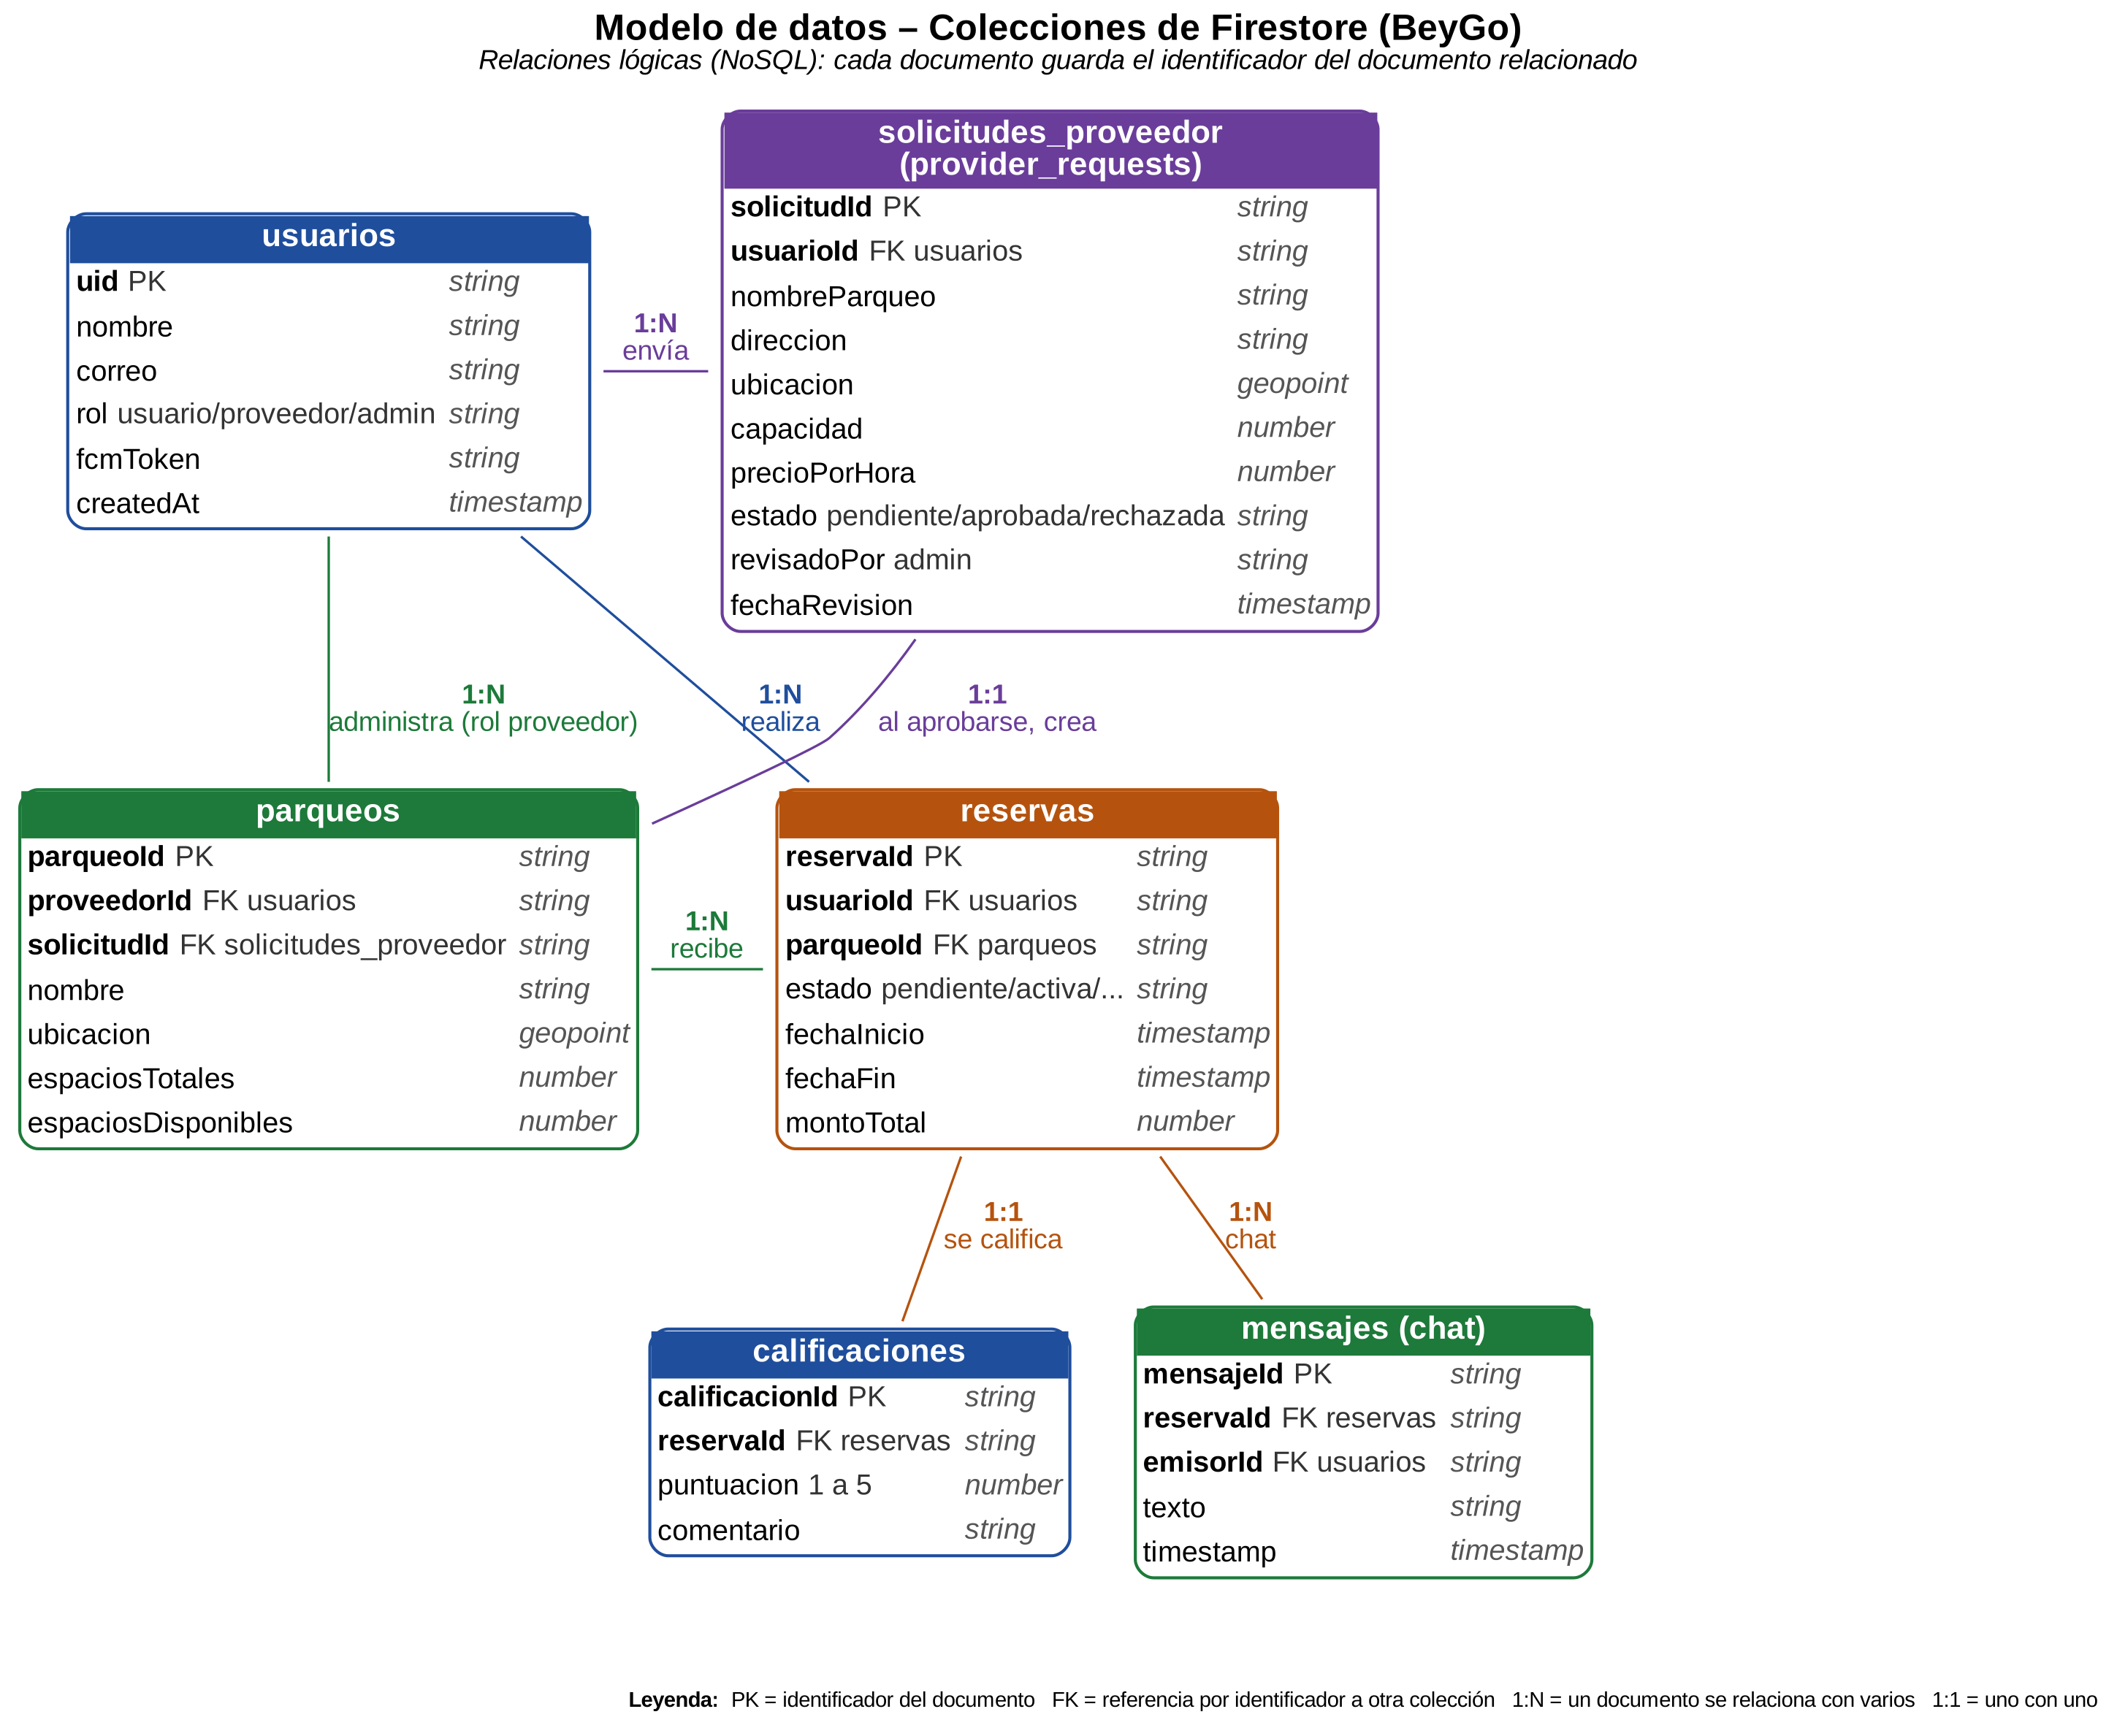 Modelo de datos – Colecciones de Firestore (BeyGo)
Relaciones lógicas (NoSQL): cada documento guarda el identificador del documento relacionado
solicitudes_proveedor
(provider_requests)
solicitudId PK string
usuarioId FK usuarios string
nombreParqueo string
direccion string
ubicacion geopoint
capacidad number
precioPorHora number
estado pendiente/aprobada/rechazada string
revisadoPor admin string
fechaRevision timestamp
usuarios
uid PK string
nombre string
correo string
rol usuario/proveedor/admin string
fcmToken string
createdAt timestamp
1:N
envía
1:N
administra (rol proveedor)
1:N
realiza
1:1
al aprobarse, crea
parqueos
parqueoId PK string
proveedorId FK usuarios string
solicitudId FK solicitudes_proveedor string
nombre string
ubicacion geopoint
espaciosTotales number
espaciosDisponibles number
1:N
recibe
reservas
reservaId PK string
usuarioId FK usuarios string
parqueoId FK parqueos string
estado pendiente/activa/... string
fechaInicio timestamp
fechaFin timestamp
montoTotal number
1:1
se califica
1:N
chat
calificaciones
calificacionId PK string
reservaId FK reservas string
puntuacion 1 a 5 number
comentario string
mensajes (chat)
mensajeId PK string
reservaId FK reservas string
emisorId FK usuarios string
texto string
timestamp timestamp
Leyenda: PK = identificador del documento FK = referencia por identificador a otra colección 1:N = un documento se relaciona con varios 1:1 = uno con uno